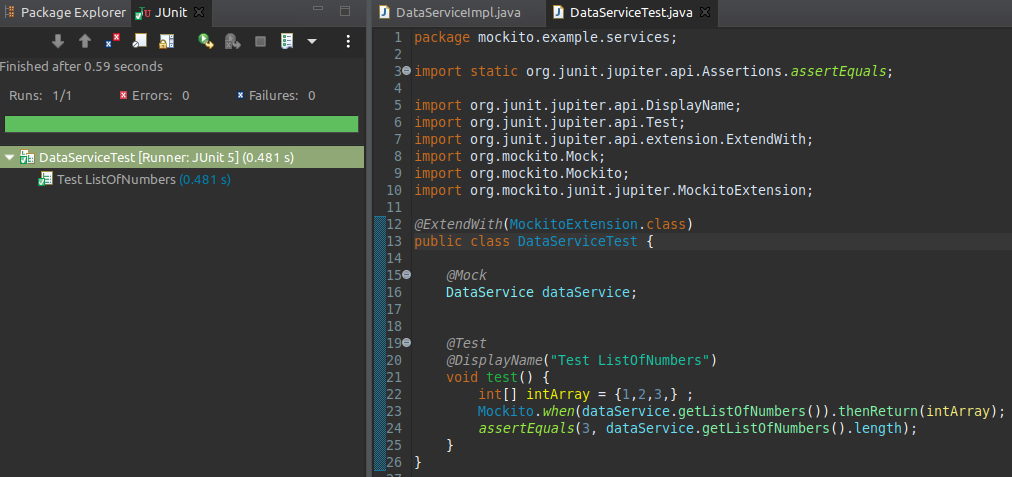 Package Explorer
JUnit
Finished after 0.59 seconds
Runs: 1/1
Errors: 0
Failures: 0
DataServiceTest [Runner: JUnit 5] (0.481 s)
Test ListOfNumbers (0.481 s)
DataServiceImpl.java
DataServiceTest.java
1 package mockito.example.services;
2
3 import static org.junit.jupiter.api.Assertions.assertEquals;
4
5 import org.junit.jupiter.api.DisplayName;
6 import org.junit.jupiter.api.Test;
7 import org.junit.jupiter.api.extension.ExtendWith;
8 import org.mockito.Mock;
9 import org.mockito.Mockito;
10 import org.mockito.junit.jupiter.MockitoExtension;
11
12 @ExtendWith(MockitoExtension.class)
13 public class DataServiceTest {
14
15 @Mock
16 DataService dataService;
17
18
19 @Test
20 @DisplayName("Test ListOfNumbers")
21 void test() {
22 int[] intArray = {1,2,3,} ;
23 Mockito.when(dataService.getListOfNumbers()).thenReturn(intArray);
24 assertEquals(3, dataService.getListOfNumbers().length);
25 }
26 }